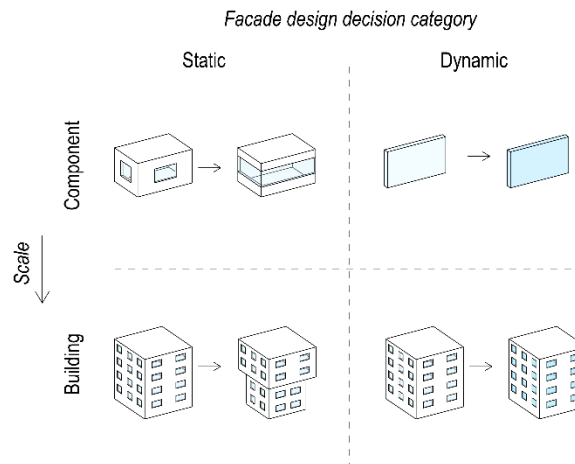 Facade design decision category
Static
Dynamic
Component
Scale
Building